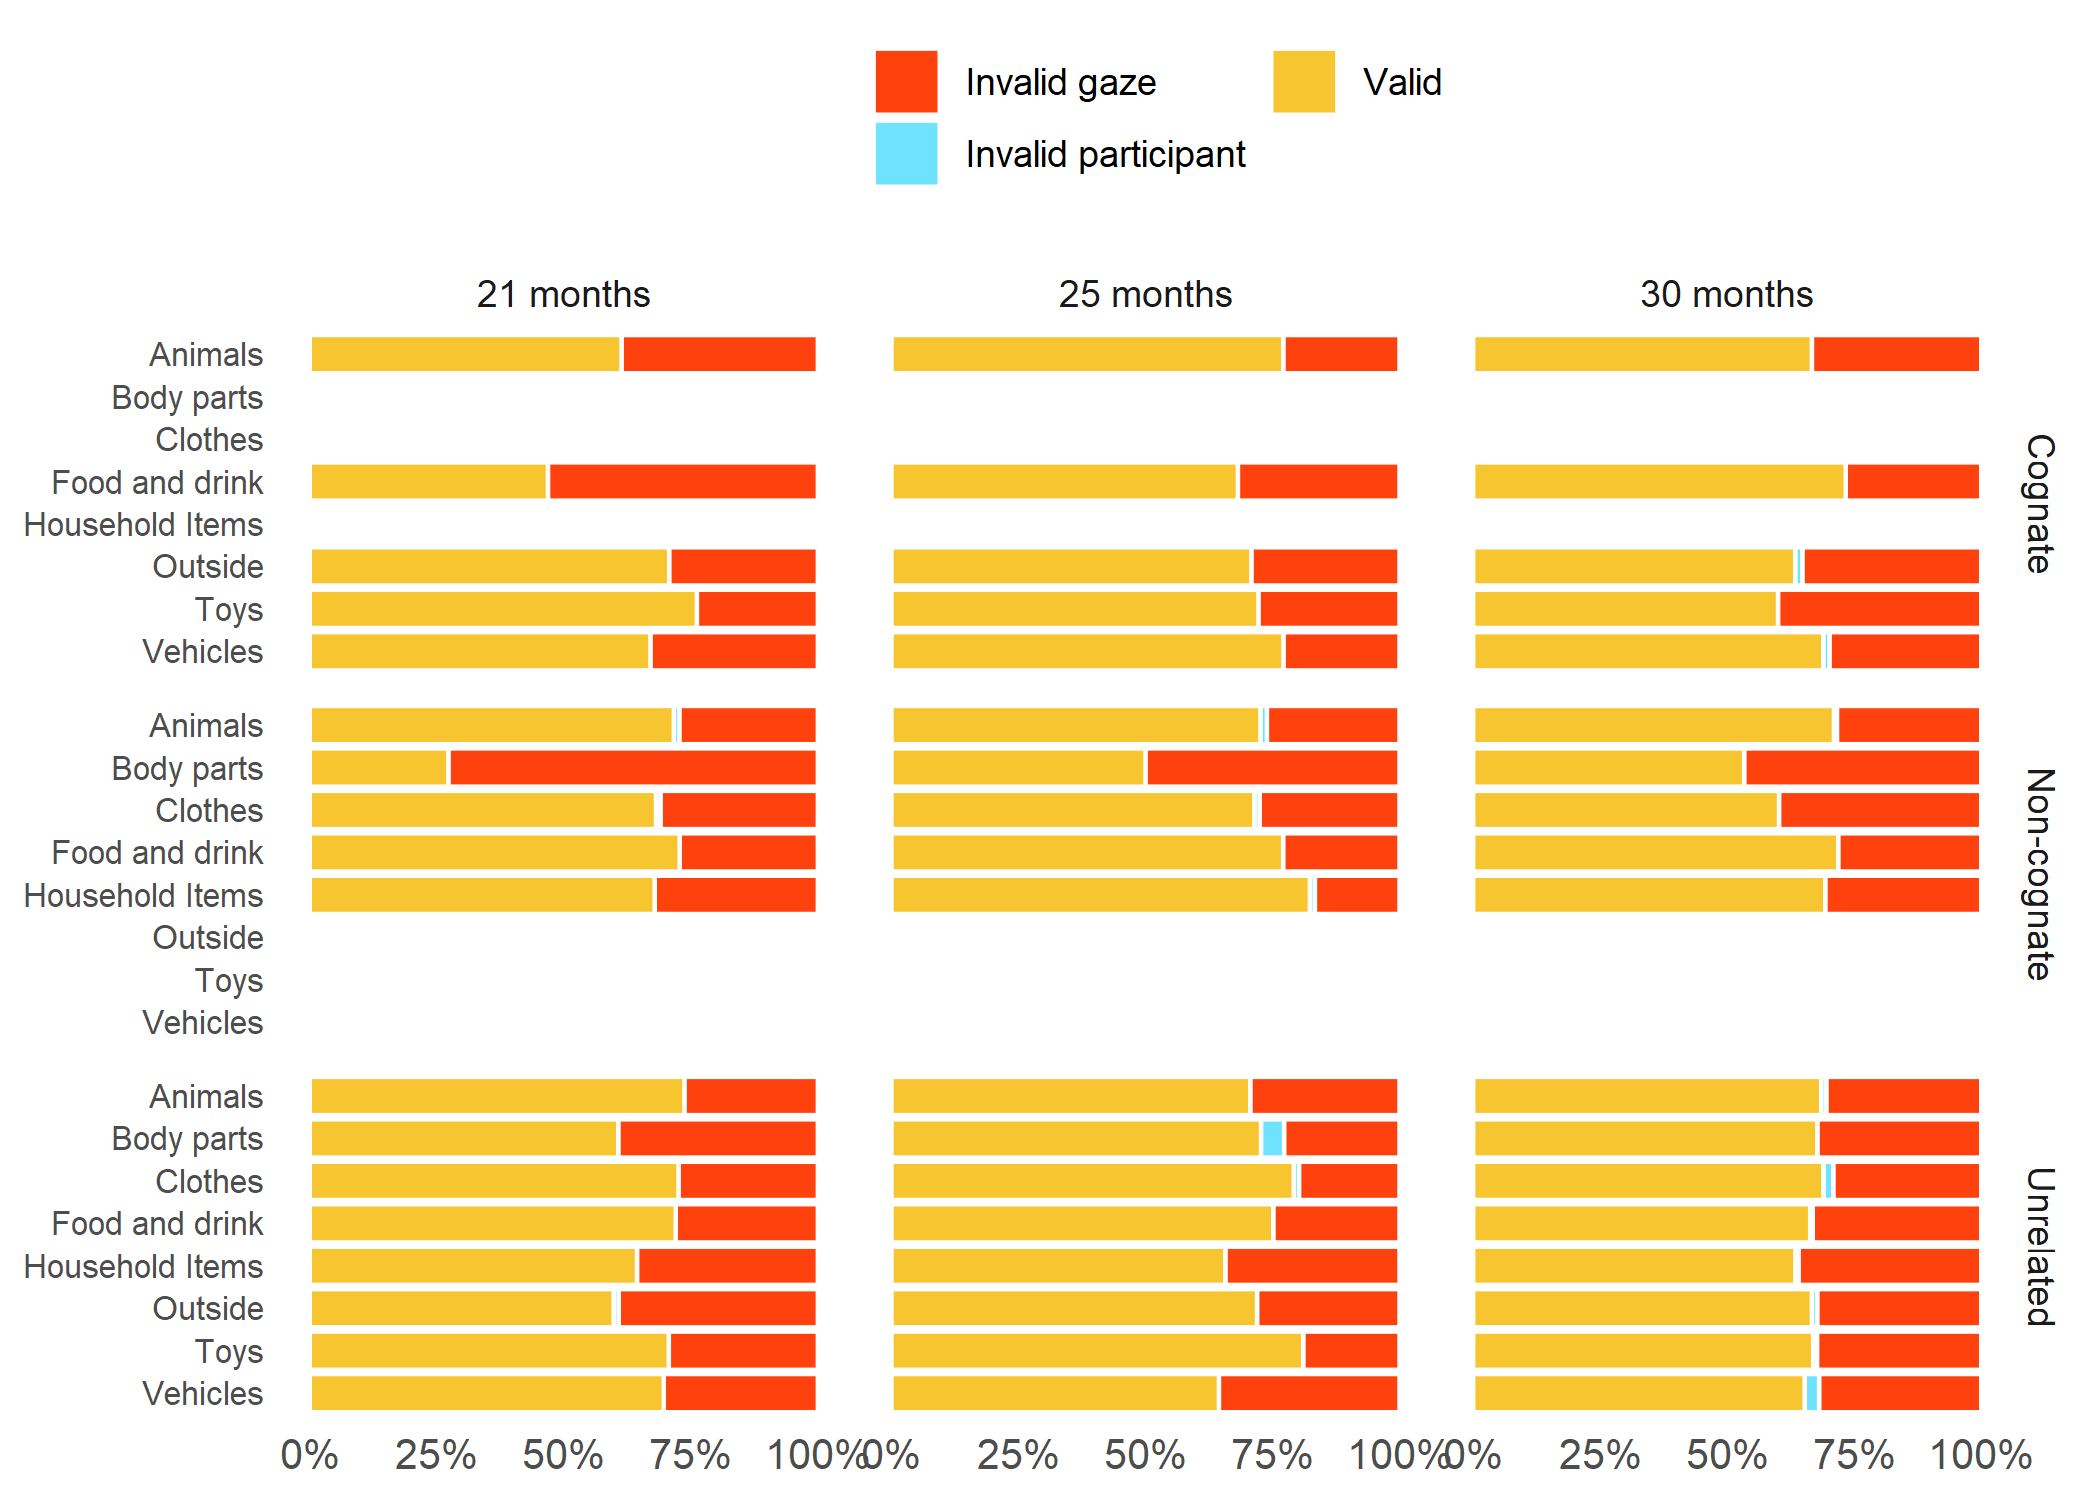 Invalid gaze
Valid
Invalid participant
21 months
25 months
30 months
Animals
Body parts
Clothes
Food and drink
Household Items
Outside
Toys
Vehicles
Cognate
Animals
Body parts
Clothes
Food and drink
Household Items
Outside
Toys
Vehicles
Non-cognate
Animals
Body parts
Clothes
Food and drink
Household Items
Outside
Toys
Vehicles
Unrelated
0% 25% 50% 75% 100%
0% 25% 50% 75% 100%
0% 25% 50% 75% 100%